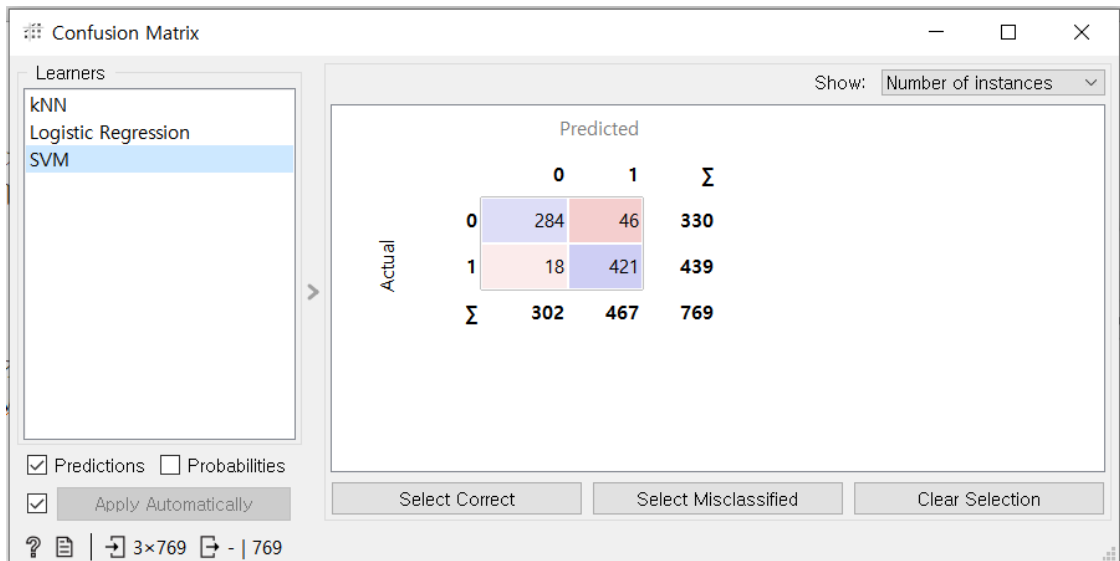 Confusion Matrix
Learners
kNN
Logistic Regression
SVM
Show: Number of instances
Predicted
0 1 Σ
Actual
0 284 46 330
1 18 421 439
Σ 302 467 769
Predictions Probabilities
Apply Automatically
Select Correct Select Misclassified Clear Selection
? 3×769 - | 769